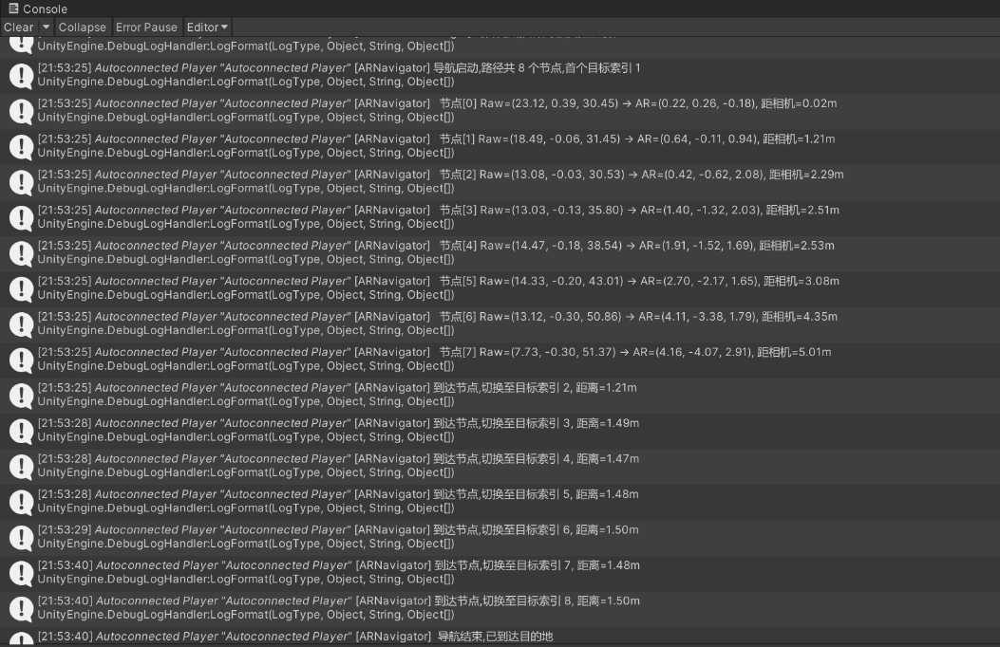 Console
Clear Collapse Error Pause Editor
UnityEngine.DebugLogHandler:LogFormat(LogType, Object, String, Object[])
[21:53:25] Autoconnected Player "Autoconnected Player" [ARNavigator] 导航启动,路径共 8 个节点,首个目标索引 1
UnityEngine.DebugLogHandler:LogFormat(LogType, Object, String, Object[])
[21:53:25] Autoconnected Player "Autoconnected Player" [ARNavigator] 节点[0] Raw=(23.12, 0.39, 30.45) → AR=(0.22, 0.26, -0.18), 距相机=0.02m
UnityEngine.DebugLogHandler:LogFormat(LogType, Object, String, Object[])
[21:53:25] Autoconnected Player "Autoconnected Player" [ARNavigator] 节点[1] Raw=(18.49, -0.06, 31.45) → AR=(0.64, -0.11, 0.94), 距相机=1.21m
UnityEngine.DebugLogHandler:LogFormat(LogType, Object, String, Object[])
[21:53:25] Autoconnected Player "Autoconnected Player" [ARNavigator] 节点[2] Raw=(13.08, -0.03, 30.53) → AR=(0.42, -0.62, 2.08), 距相机=2.29m
UnityEngine.DebugLogHandler:LogFormat(LogType, Object, String, Object[])
[21:53:25] Autoconnected Player "Autoconnected Player" [ARNavigator] 节点[3] Raw=(13.03, -0.13, 35.80) → AR=(1.40, -1.32, 2.03), 距相机=2.51m
UnityEngine.DebugLogHandler:LogFormat(LogType, Object, String, Object[])
[21:53:25] Autoconnected Player "Autoconnected Player" [ARNavigator] 节点[4] Raw=(14.47, -0.18, 38.54) → AR=(1.91, -1.52, 1.69), 距相机=2.53m
UnityEngine.DebugLogHandler:LogFormat(LogType, Object, String, Object[])
[21:53:25] Autoconnected Player "Autoconnected Player" [ARNavigator] 节点[5] Raw=(14.33, -0.20, 43.01) → AR=(2.70, -2.17, 1.65), 距相机=3.08m
UnityEngine.DebugLogHandler:LogFormat(LogType, Object, String, Object[])
[21:53:25] Autoconnected Player "Autoconnected Player" [ARNavigator] 节点[6] Raw=(13.12, -0.30, 50.86) → AR=(4.11, -3.38, 1.79), 距相机=4.35m
UnityEngine.DebugLogHandler:LogFormat(LogType, Object, String, Object[])
[21:53:25] Autoconnected Player "Autoconnected Player" [ARNavigator] 节点[7] Raw=(7.73, -0.30, 51.37) → AR=(4.16, -4.07, 2.91), 距相机=5.01m
UnityEngine.DebugLogHandler:LogFormat(LogType, Object, String, Object[])
[21:53:25] Autoconnected Player "Autoconnected Player" [ARNavigator] 到达节点,切换至目标索引 2, 距离=1.21m
UnityEngine.DebugLogHandler:LogFormat(LogType, Object, String, Object[])
[21:53:28] Autoconnected Player "Autoconnected Player" [ARNavigator] 到达节点,切换至目标索引 3, 距离=1.49m
UnityEngine.DebugLogHandler:LogFormat(LogType, Object, String, Object[])
[21:53:28] Autoconnected Player "Autoconnected Player" [ARNavigator] 到达节点,切换至目标索引 4, 距离=1.47m
UnityEngine.DebugLogHandler:LogFormat(LogType, Object, String, Object[])
[21:53:28] Autoconnected Player "Autoconnected Player" [ARNavigator] 到达节点,切换至目标索引 5, 距离=1.48m
UnityEngine.DebugLogHandler:LogFormat(LogType, Object, String, Object[])
[21:53:29] Autoconnected Player "Autoconnected Player" [ARNavigator] 到达节点,切换至目标索引 6, 距离=1.50m
UnityEngine.DebugLogHandler:LogFormat(LogType, Object, String, Object[])
[21:53:40] Autoconnected Player "Autoconnected Player" [ARNavigator] 到达节点,切换至目标索引 7, 距离=1.48m
UnityEngine.DebugLogHandler:LogFormat(LogType, Object, String, Object[])
[21:53:40] Autoconnected Player "Autoconnected Player" [ARNavigator] 到达节点,切换至目标索引 8, 距离=1.50m
UnityEngine.DebugLogHandler:LogFormat(LogType, Object, String, Object[])
[21:53:40] Autoconnected Player "Autoconnected Player" [ARNavigator] 导航结束,已到达目的地